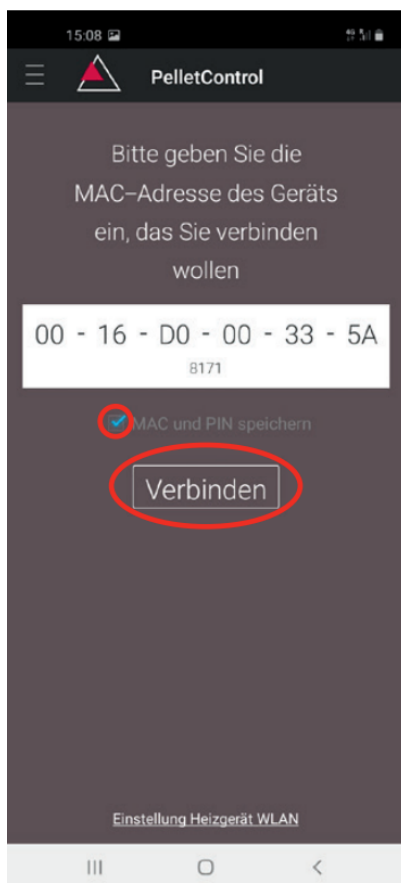 15:08
PelletControl
Bitte geben Sie die
MAC–Adresse des Geräts
ein, das Sie verbinden
wollen
00 - 16 - D0 - 00 - 33 - 5A
8171
MAC und PIN speichern
Verbinden
Einstellung Heizgerät WLAN